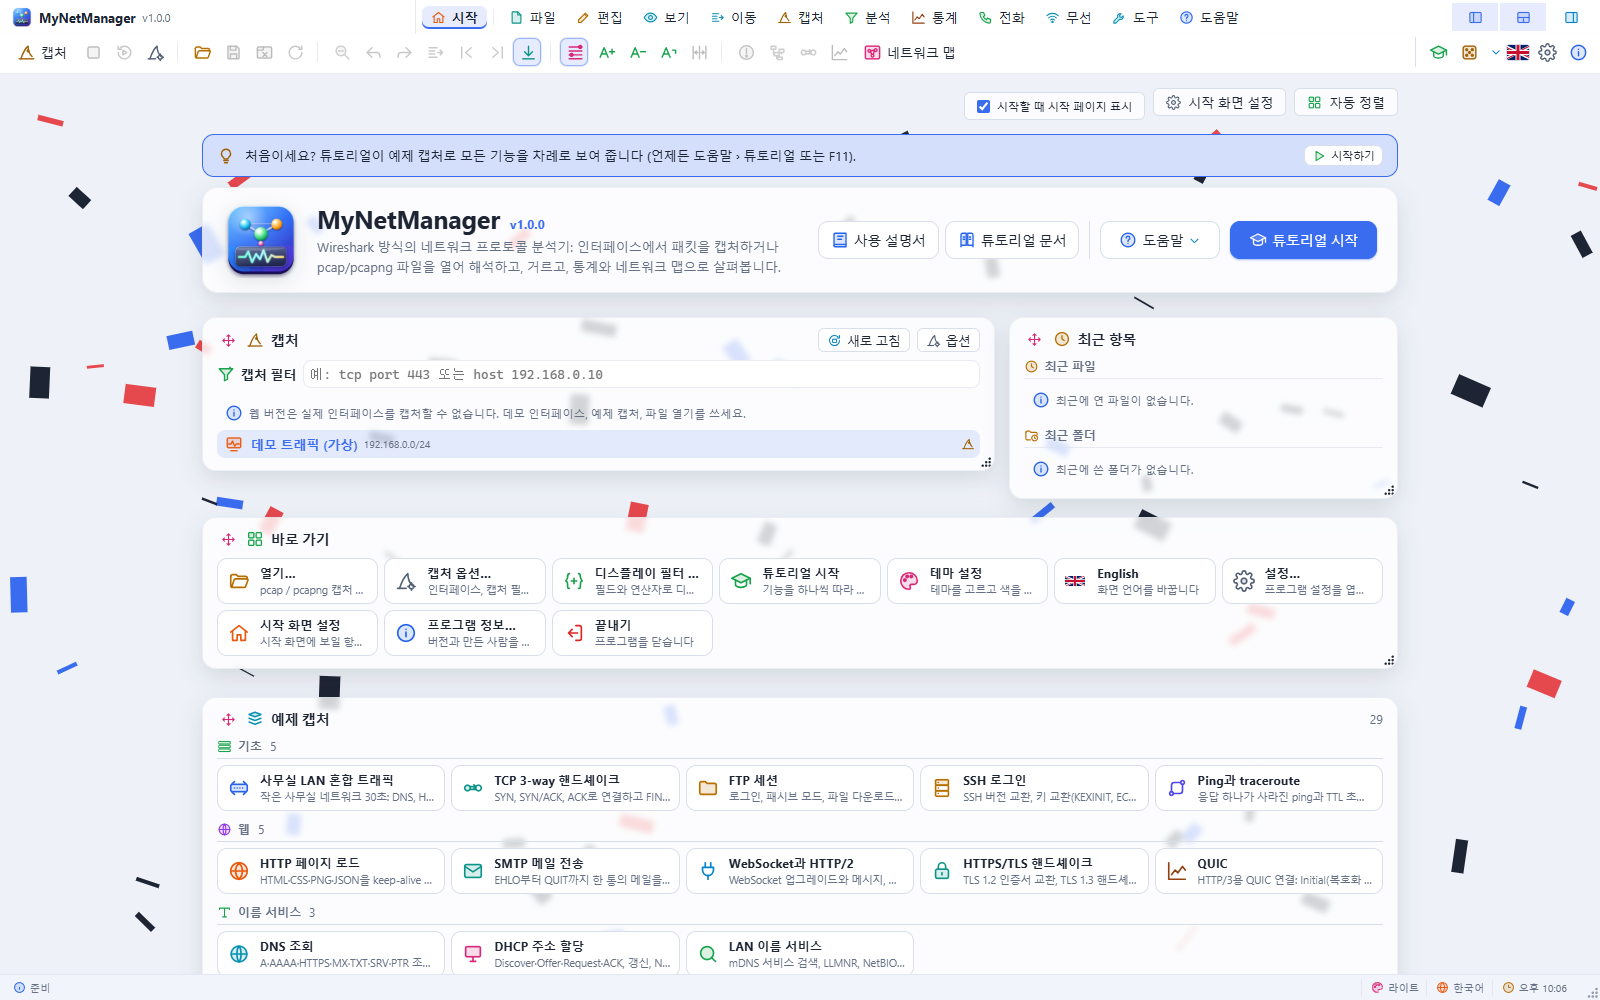 MyNetManager v1.0.0
시작 파일 편집 보기 이동 캡처 분석 통계 전화 무선 도구 도움말
캡처 A+ A− A 네트워크 맵
시작할 때 시작 페이지 표시 시작 화면 설정 자동 정렬
처음이세요? 튜토리얼이 예제 캡처로 모든 기능을 차례로 보여 줍니다 (언제든 도움말 › 튜토리얼 또는 F11). 시작하기
MyNetManager v1.0.0
Wireshark 방식의 네트워크 프로토콜 분석기: 인터페이스에서 패킷을 캡처하거나
pcap/pcapng 파일을 열어 해석하고, 거르고, 통계와 네트워크 맵으로 살펴봅니다.
사용 설명서 튜토리얼 문서 도움말 튜토리얼 시작
캡처 새로 고침 옵션
캡처 필터 예: tcp port 443 또는 host 192.168.0.10
웹 버전은 실제 인터페이스를 캡처할 수 없습니다. 데모 인터페이스, 예제 캡처, 파일 열기를 쓰세요.
데모 트래픽 (가상) 192.168.0.0/24
최근 항목
최근 파일
최근에 연 파일이 없습니다.
최근 폴더
최근에 쓴 폴더가 없습니다.
바로 가기
열기...
pcap / pcapng 캡처 ...
캡처 옵션...
인터페이스, 캡처 필...
디스플레이 필터 ...
필드와 연산자로 디...
튜토리얼 시작
기능을 하나씩 따라 ...
테마 설정
테마를 고르고 색을 ...
English
화면 언어를 바꿉니다
설정...
프로그램 설정을 엽...
시작 화면 설정
시작 화면에 보일 항...
프로그램 정보...
버전과 만든 사람을 ...
끝내기
프로그램을 닫습니다
예제 캡처 29
기초 5
사무실 LAN 혼합 트래픽
작은 사무실 네트워크 30초: DNS, H...
TCP 3-way 핸드셰이크
SYN, SYN/ACK, ACK로 연결하고 FIN...
FTP 세션
로그인, 패시브 모드, 파일 다운로드...
SSH 로그인
SSH 버전 교환, 키 교환(KEXINIT, EC...
Ping과 traceroute
응답 하나가 사라진 ping과 TTL 초...
웹 5
HTTP 페이지 로드
HTML·CSS·PNG·JSON을 keep-alive ...
SMTP 메일 전송
EHLO부터 QUIT까지 한 통의 메일을...
WebSocket과 HTTP/2
WebSocket 업그레이드와 메시지, ...
HTTPS/TLS 핸드셰이크
TLS 1.2 인증서 교환, TLS 1.3 핸드셰...
QUIC
HTTP/3용 QUIC 연결: Initial(복호화 ...
이름 서비스 3
DNS 조회
A·AAAA·HTTPS·MX·TXT·SRV·PTR 조...
DHCP 주소 할당
Discover·Offer·Request·ACK, 갱신, N...
LAN 이름 서비스
mDNS 서비스 검색, LLMNR, NetBIO...
준비 라이트 한국어 오후 10:06